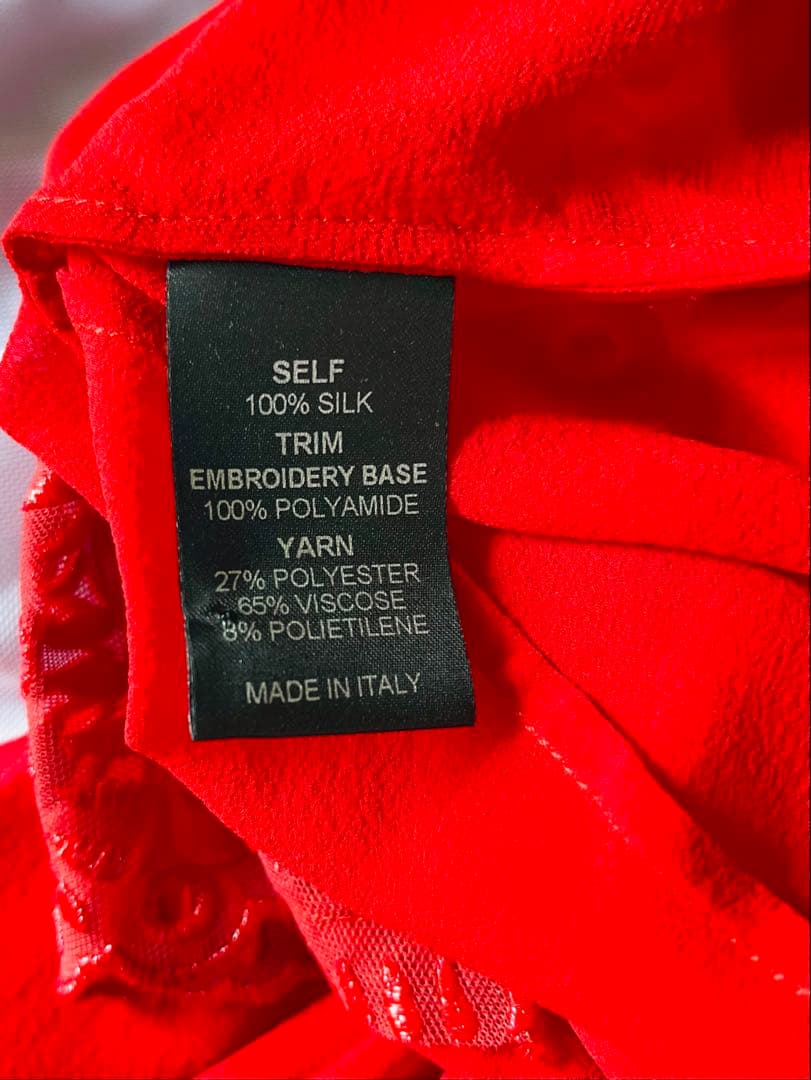 SELF
100% SILK
TRIM
EMBROIDERY BASE
100% POLYAMIDE
YARN
27% POLYESTER
65% VISCOSE
8% POLIETILENE
MADE IN ITALY